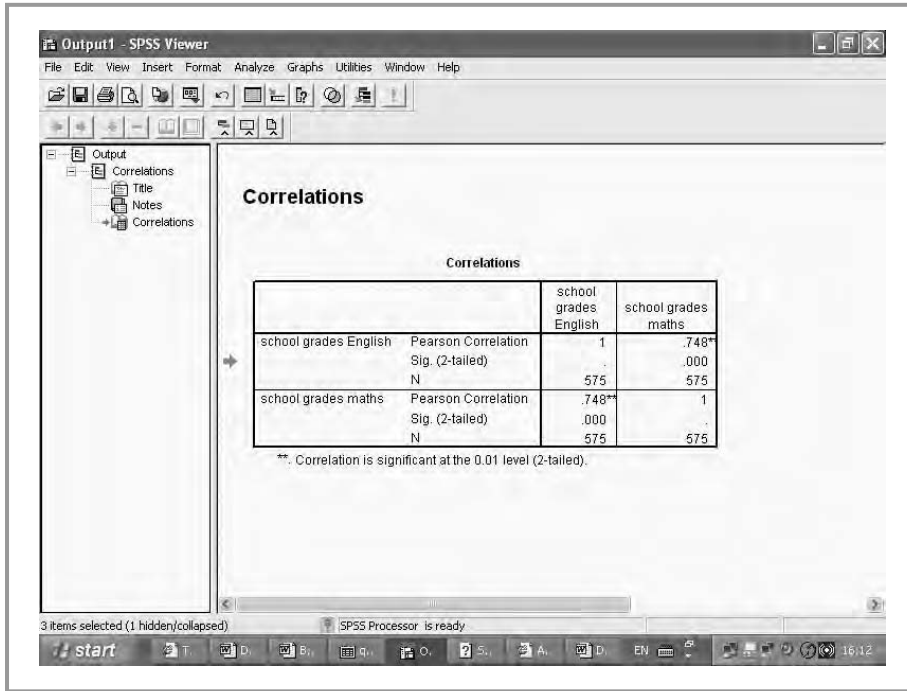 Output1 - SPSS Viewer
File Edit View Insert Format Analyze Graphs Utilities Window Help
Output
Correlations
Title
Notes
Correlations
Correlations
Correlations
school grades English
school grades maths
school grades English Pearson Correlation 1 .748**
Sig. (2-tailed) . .000
N 575 575
school grades maths Pearson Correlation .748** 1
Sig. (2-tailed) .000 .
N 575 575
**. Correlation is significant at the 0.01 level (2-tailed).
3 items selected (1 hidden/collapsed) SPSS Processor is ready
start T. D. B. q. O. S. A. D. EN 16:12